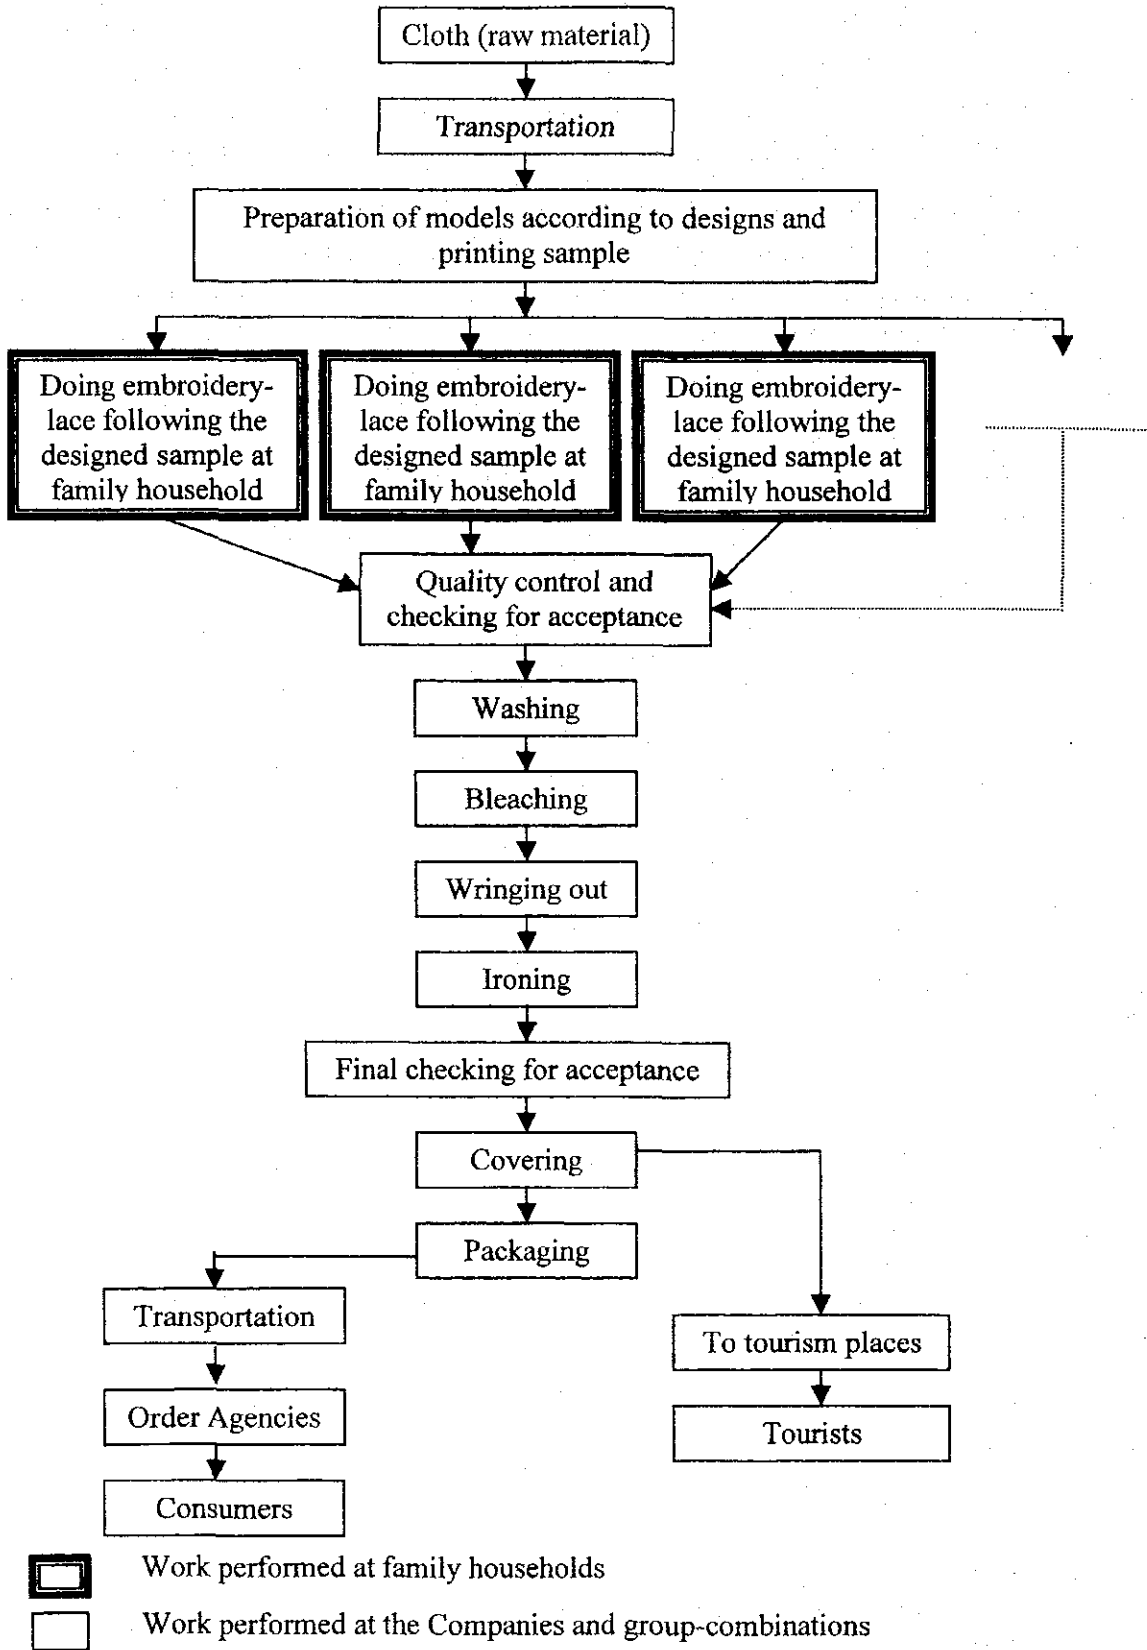 Cloth (raw material)
Transportation
Preparation of models according to designs and
printing sample
Doing embroidery-
lace following the
designed sample at
family household
Doing embroidery-
lace following the
designed sample at
family household
Doing embroidery-
lace following the
designed sample at
family household
Quality control and
checking for acceptance
Washing
Bleaching
Wringing out
Ironing
Final checking for acceptance
Covering
Packaging
Transportation
To tourism places
Order Agencies
Tourists
Consumers
Work performed at family households
Work performed at the Companies and group-combinations